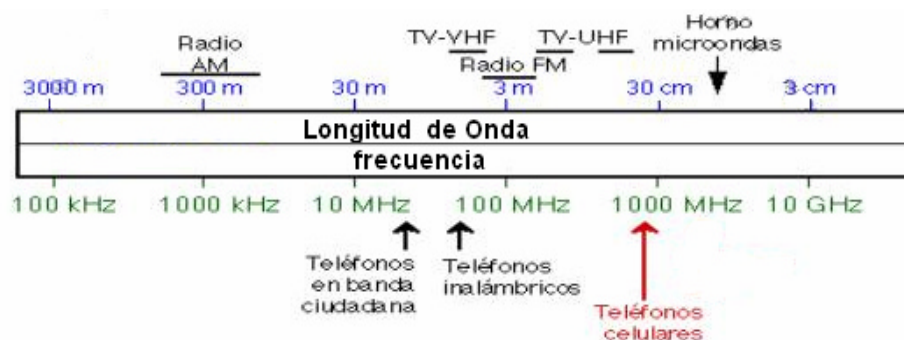 Radio
AM
TV-VHF
TV-UHF
Radio FM
Horno
microondas
3000 m
300 m
30 m
3 m
30 cm
3 cm
Longitud de Onda
frecuencia
100 kHz
1000 kHz
10 MHz
100 MHz
1000 MHz
10 GHz
Teléfonos
en banda
ciudadana
Teléfonos
inalámbricos
Teléfonos
celulares